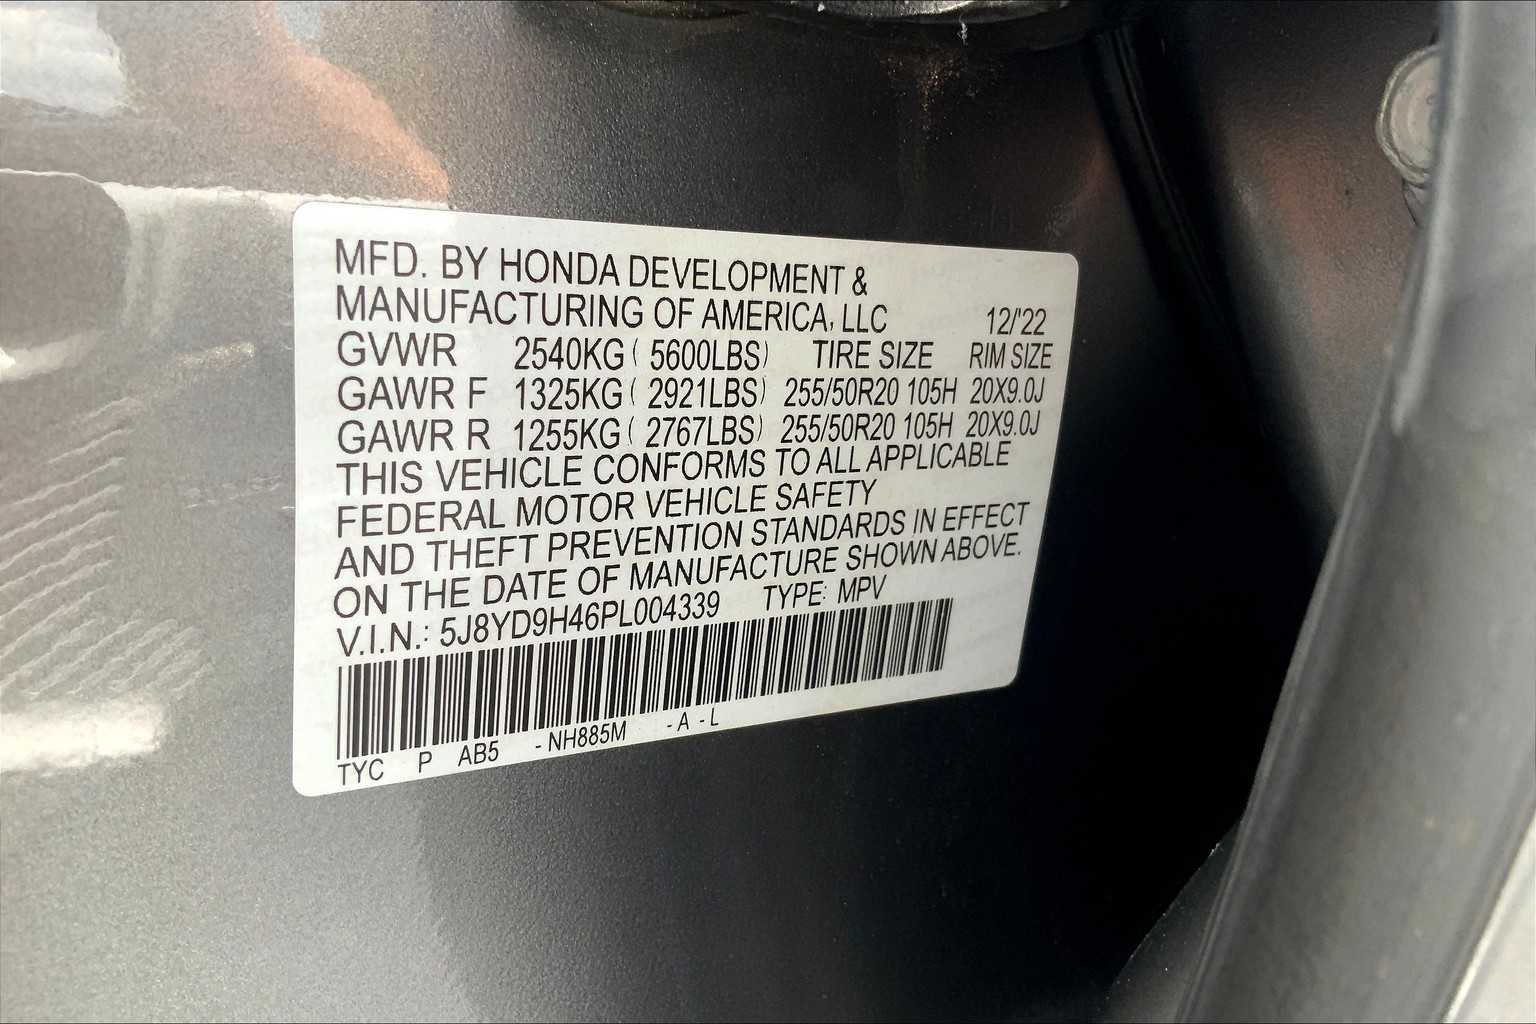 MFD. BY HONDA DEVELOPMENT &
MANUFACTURING OF AMERICA, LLC 12/'22
GVWR 2540KG ( 5600LBS) TIRE SIZE RIM SIZE
GAWR F 1325KG ( 2921LBS) 255/50R20 105H 20X9.0J
GAWR R 1255KG ( 2767LBS) 255/50R20 105H 20X9.0J
THIS VEHICLE CONFORMS TO ALL APPLICABLE
FEDERAL MOTOR VEHICLE SAFETY
AND THEFT PREVENTION STANDARDS IN EFFECT
ON THE DATE OF MANUFACTURE SHOWN ABOVE.
V.I.N.: 5J8YD9H46PL004339 TYPE: MPV
TYC P AB5 -NH885M -A -L